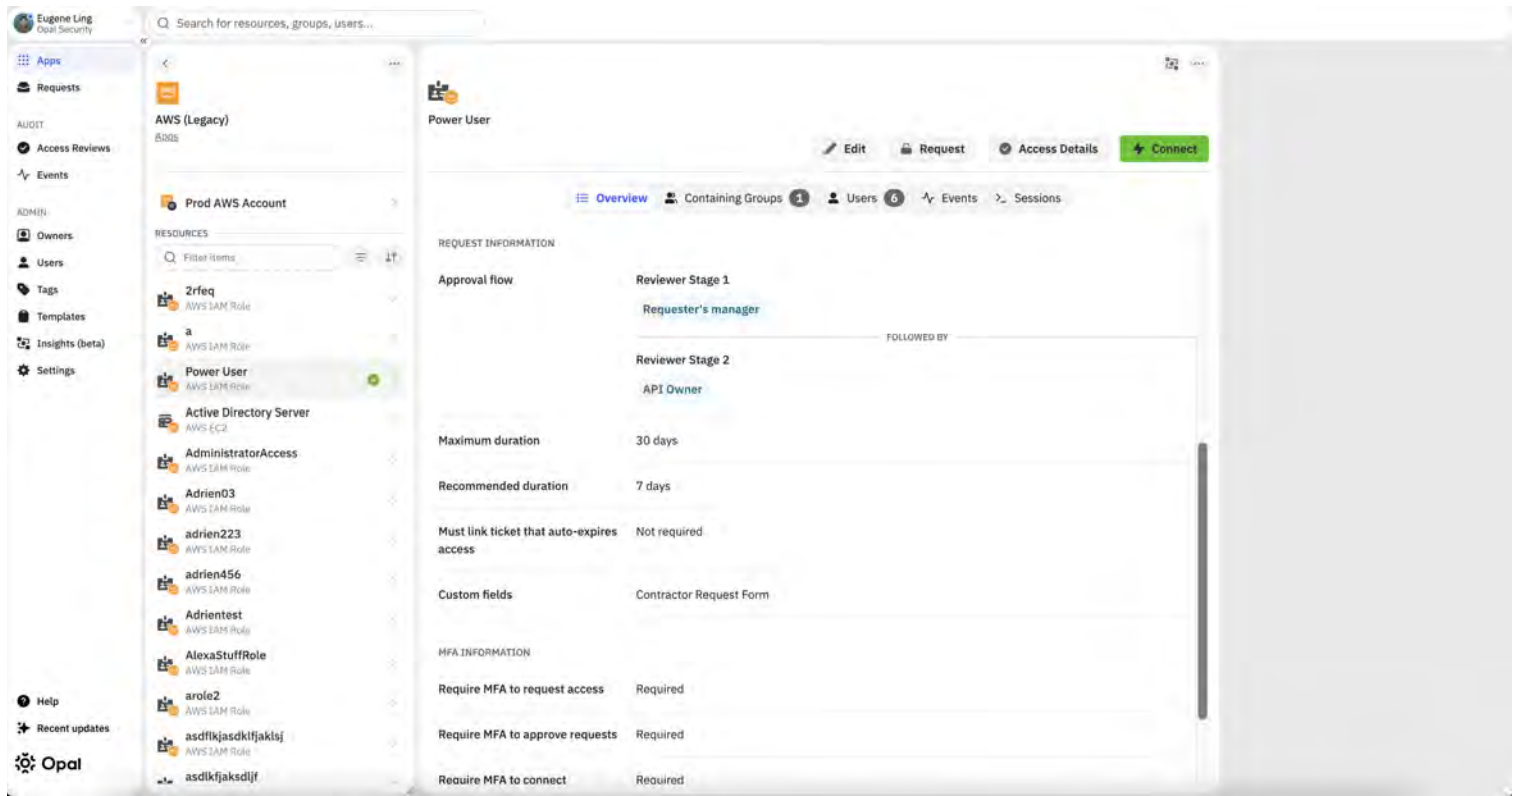 Eugene Ling
Opal Security
Search for resources, groups, users...
«
Apps
Requests
AUDIT
Access Reviews
Events
ADMIN
Owners
Users
Tags
Templates
Insights (beta)
Settings
Help
Recent updates
Opal
AWS (Legacy)
Apps
Prod AWS Account
RESOURCES
Filter items
2rfeq
AWS IAM Role
a
AWS IAM Role
Power User
AWS IAM Role
Active Directory Server
AWS EC2
AdministratorAccess
AWS IAM Role
Adrien03
AWS IAM Role
adrien223
AWS IAM Role
adrien456
AWS IAM Role
Adrientest
AWS IAM Role
AlexaStuffRole
AWS IAM Role
arole2
AWS IAM Role
asdflkjasdklfjaklsj
AWS IAM Role
asdlkfjaksdljf
Power User
Edit Request Access Details Connect
Overview Containing Groups 1 Users 6 Events Sessions
REQUEST INFORMATION
Approval flow Reviewer Stage 1
Requester's manager
FOLLOWED BY
Reviewer Stage 2
API Owner
Maximum duration 30 days
Recommended duration 7 days
Must link ticket that auto-expires Not required
access
Custom fields Contractor Request Form
MFA INFORMATION
Require MFA to request access Required
Require MFA to approve requests Required
Require MFA to connect Required